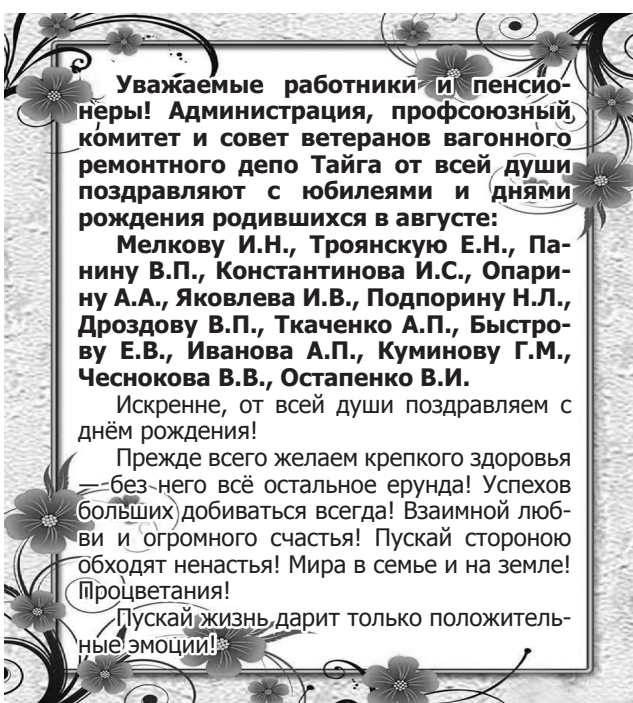 Уважаемые работники и пенсио-
неры! Администрация, профсоюзный
комитет и совет ветеранов вагонного
ремонтного депо Тайга от всей души
поздравляют с юбилеями и днями
рождения родившихся в августе:
Мелкову И.Н., Троянскую Е.Н., Па-
нину В.П., Константинова И.С., Опари-
ну А.А., Яковлева И.В., Подпорину Н.Л.,
Дроздову В.П., Ткаченко А.П., Быстро-
ву Е.В., Иванова А.П., Куминову Г.М.,
Чеснокова В.В., Остапенко В.И.
Искренне, от всей души поздравляем с
днём рождения!
Прежде всего желаем крепкого здоровья
— без него всё остальное ерунда! Успехов
больших добиваться всегда! Взаимной люб-
ви и огромного счастья! Пускай стороною
обходят ненастья! Мира в семье и на земле!
Процветания!
Пускай жизнь дарит только положитель-
ные эмоции!